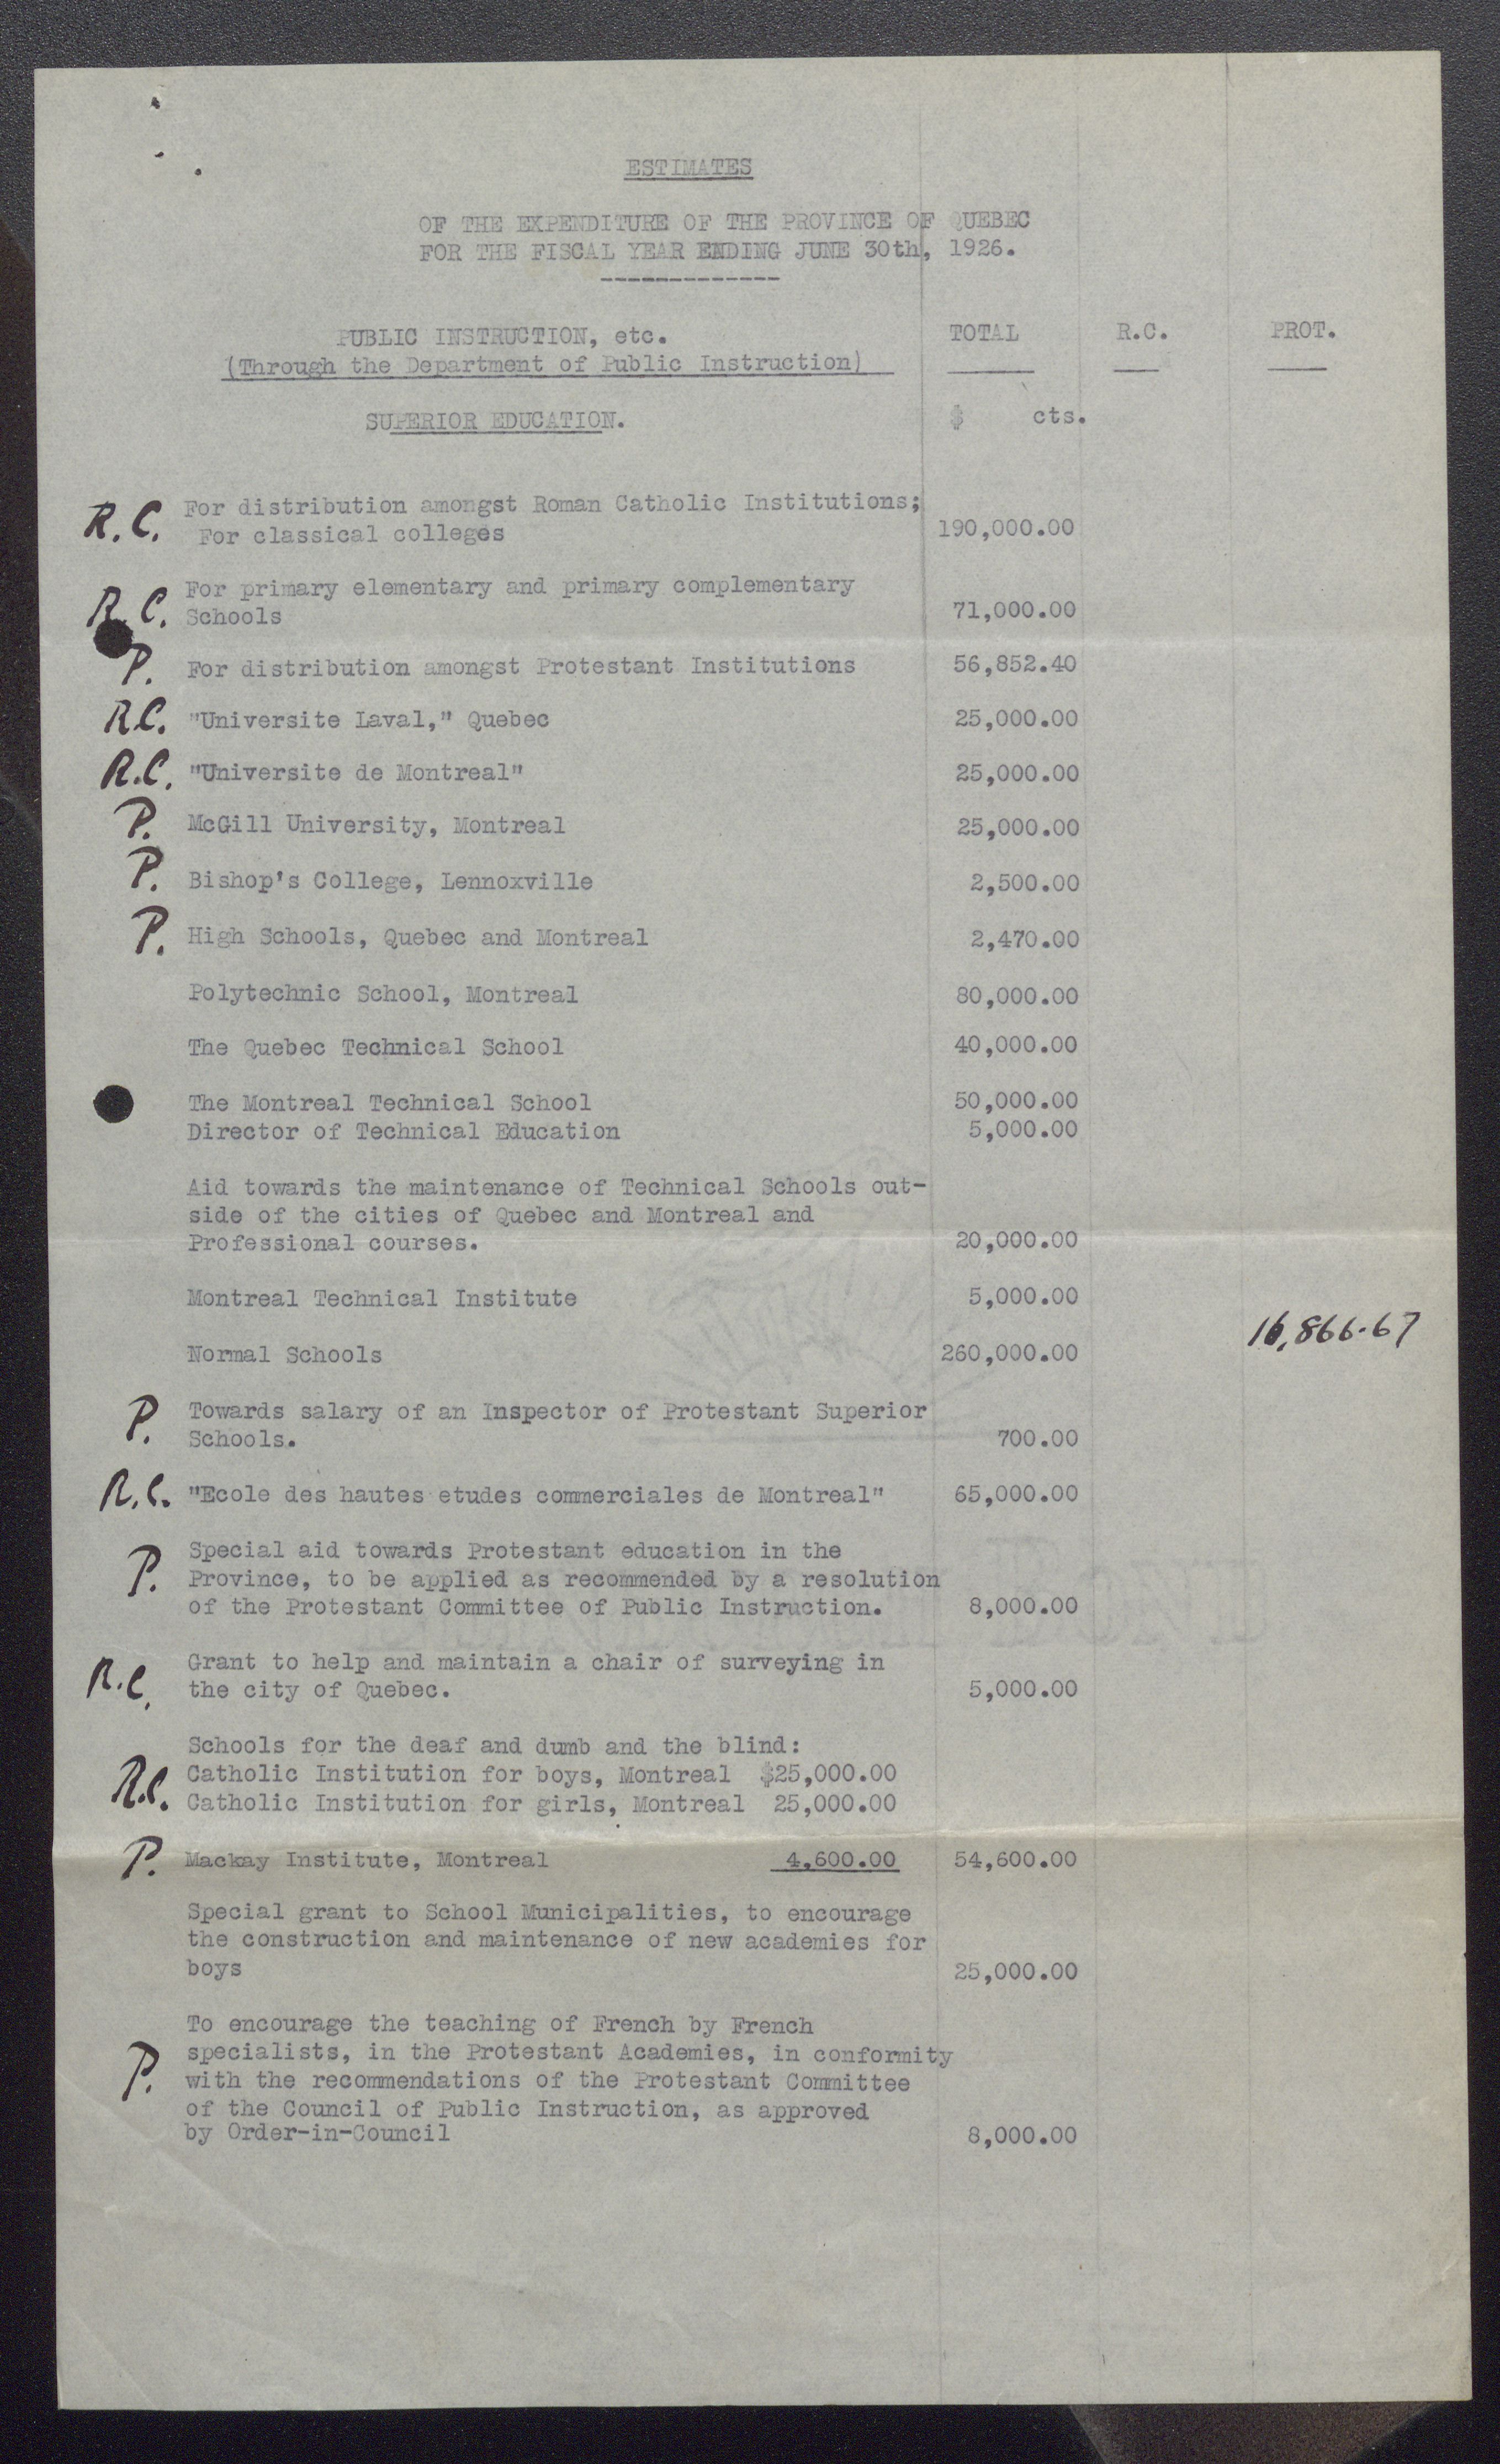 ESTIMATES
OF THE EXPENDITURE OF THE PROVINCE OF QUEBEC
FOR THE FISCAL YEAR ENDING JUNE 30th, 1926.
PUBLIC INSTRUCTION, etc. TOTAL R.C. PROT.
(Through the Department of Public Instruction)
SUPERIOR EDUCATION. $ cts.
R.C. For distribution amongst Roman Catholic Institutions;
For classical colleges 190,000.00
R.C. For primary elementary and primary complementary
Schools 71,000.00
P. For distribution amongst Protestant Institutions 56,852.40
R.C. "Universite Laval," Quebec 25,000.00
R.C. "Universite de Montreal" 25,000.00
P. McGill University, Montreal 25,000.00
P. Bishop's College, Lennoxville 2,500.00
P. High Schools, Quebec and Montreal 2,470.00
Polytechnic School, Montreal 80,000.00
The Quebec Technical School 40,000.00
The Montreal Technical School 50,000.00
Director of Technical Education 5,000.00
Aid towards the maintenance of Technical Schools out-
side of the cities of Quebec and Montreal and
Professional courses. 20,000.00
Montreal Technical Institute 5,000.00
Normal Schools 260,000.00 16,866.67
P. Towards salary of an Inspector of Protestant Superior
Schools. 700.00
R.C. "Ecole des hautes etudes commerciales de Montreal" 65,000.00
Special aid towards Protestant education in the
P. Province, to be applied as recommended by a resolution
of the Protestant Committee of Public Instruction. 8,000.00
R.C. Grant to help and maintain a chair of surveying in
the city of Quebec. 5,000.00
Schools for the deaf and dumb and the blind:
R.C. Catholic Institution for boys, Montreal $25,000.00
Catholic Institution for girls, Montreal 25,000.00
P. Mackay Institute, Montreal 4,600.00 54,600.00
Special grant to School Municipalities, to encourage
the construction and maintenance of new academies for
boys 25,000.00
To encourage the teaching of French by French
specialists, in the Protestant Academies, in conformity
P. with the recommendations of the Protestant Committee
of the Council of Public Instruction, as approved
by Order-in-Council 8,000.00